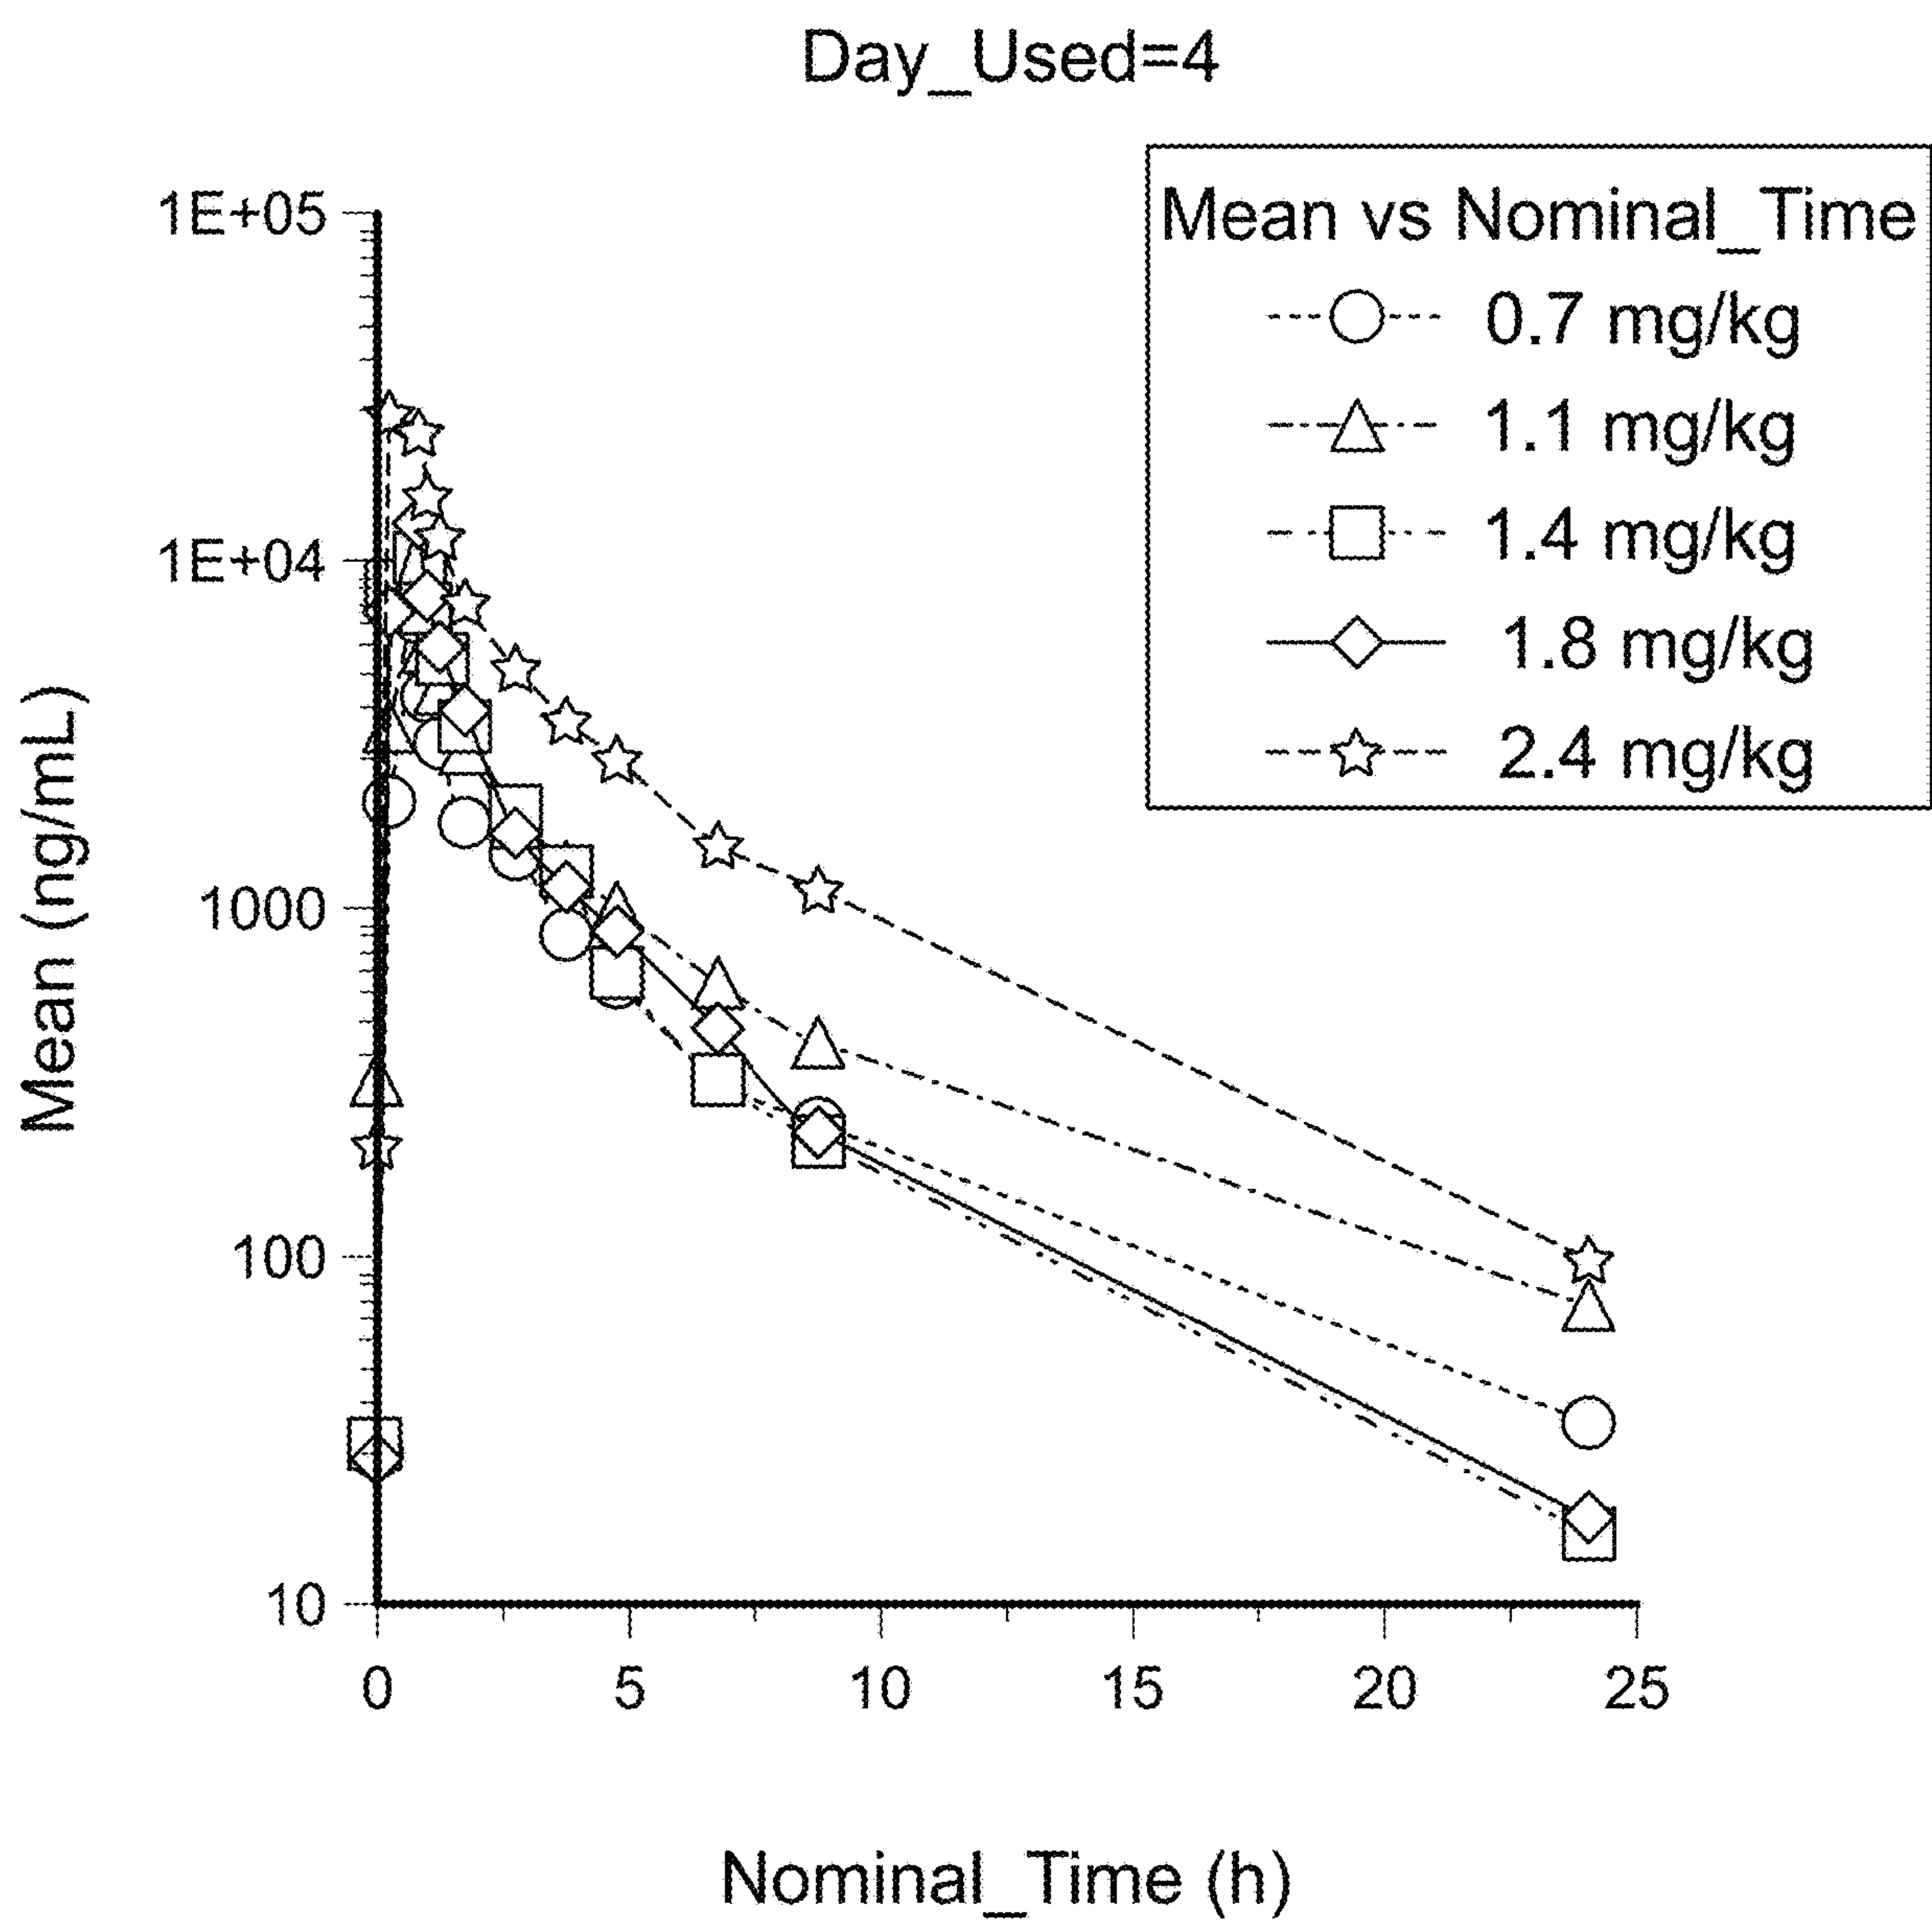 Day_Used=4
Mean vs Nominal_Time
0.7 mg/kg
1.1 mg/kg
1.4 mg/kg
1.8 mg/kg
2.4 mg/kg
Mean (ng/mL)
1E+05
1E+04
1000
100
10
0 5 10 15 20 25
Nominal_Time (h)